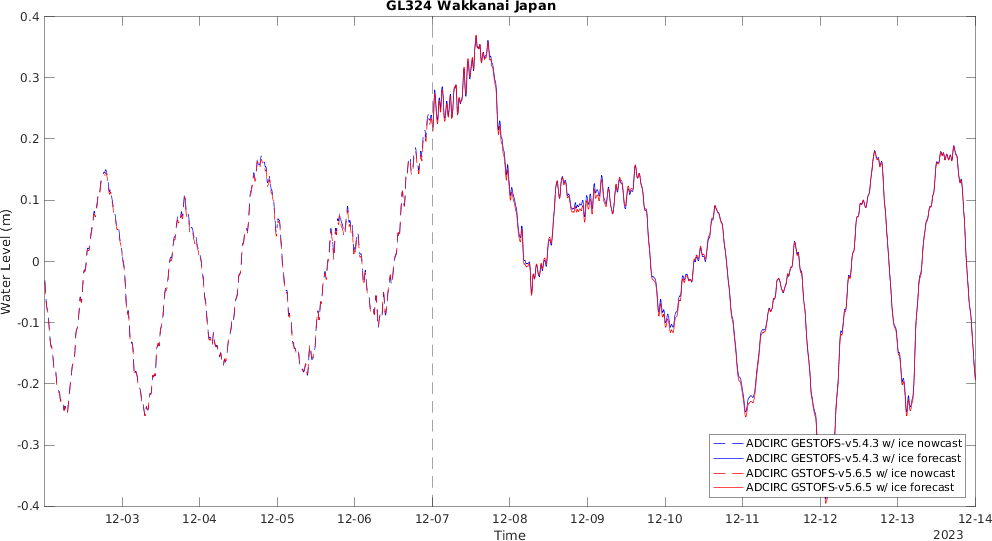 GL324 Wakkanai Japan
0.4
0.3
0.2
0.1
0
-0.1
-0.2
-0.3
-0.4
Water Level (m)
ADCIRC GESTOFS-v5.4.3 w/ ice nowcast
ADCIRC GESTOFS-v5.4.3 w/ ice forecast
ADCIRC GSTOFS-v5.6.5 w/ ice nowcast
ADCIRC GSTOFS-v5.6.5 w/ ice forecast
12-03 12-04 12-05 12-06 12-07 12-08 12-09 12-10 12-11 12-12 12-13 12-14
Time
2023